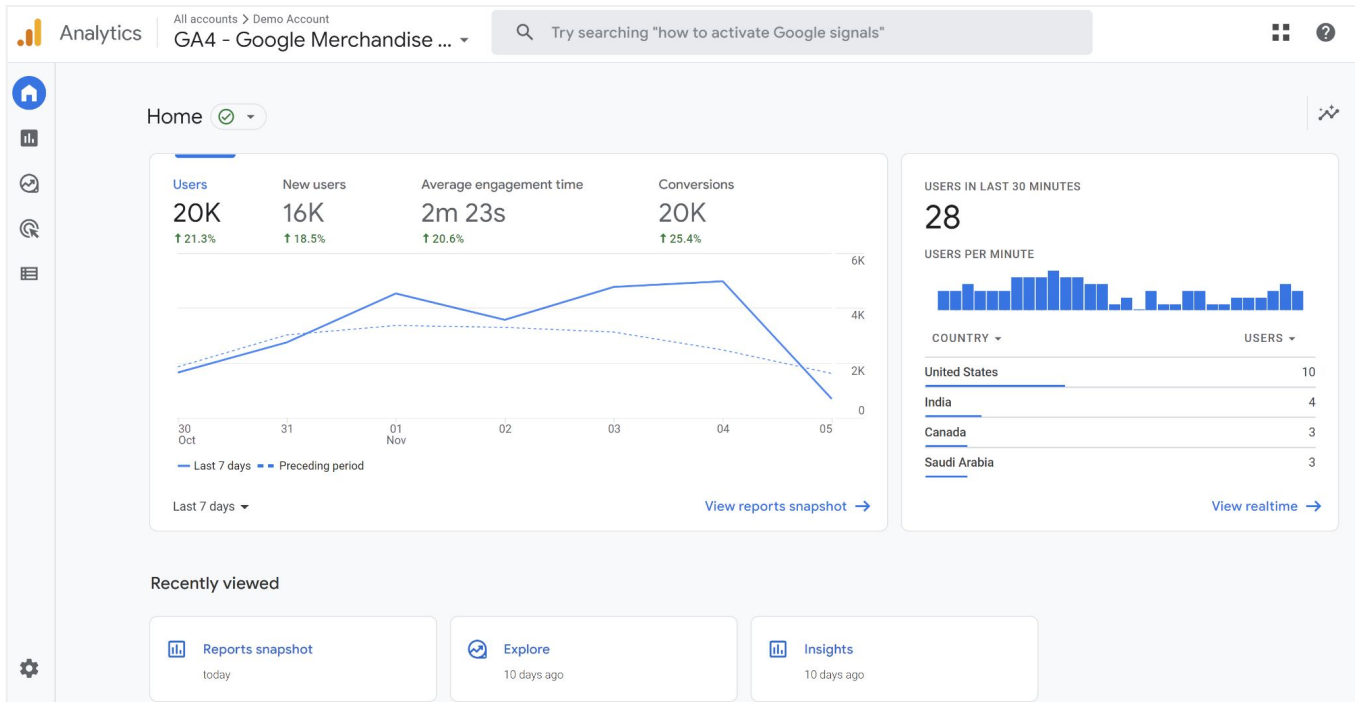 Analytics
All accounts > Demo Account
GA4 - Google Merchandise ...
Try searching "how to activate Google signals"
Home
Users
20K
↑ 21.3%
New users
16K
↑ 18.5%
Average engagement time
2m 23s
↑ 20.6%
Conversions
20K
↑ 25.4%
6K
4K
2K
0
30 Oct
31
01 Nov
02
03
04
05
Last 7 days
Preceding period
Last 7 days
View reports snapshot →
USERS IN LAST 30 MINUTES
28
USERS PER MINUTE
COUNTRY USERS
United States 10
India 4
Canada 3
Saudi Arabia 3
View realtime →
Recently viewed
Reports snapshot
today
Explore
10 days ago
Insights
10 days ago